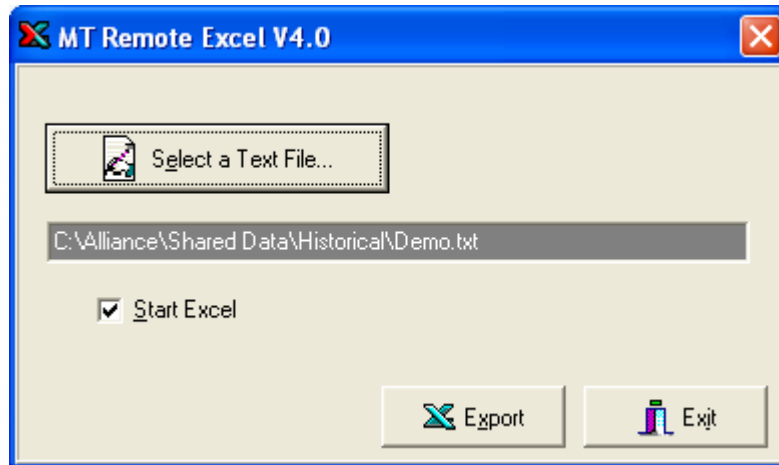 MT Remote Excel V4.0
Select a Text File...
C:\Alliance\Shared Data\Historical\Demo.txt
Start Excel
Export
Exit